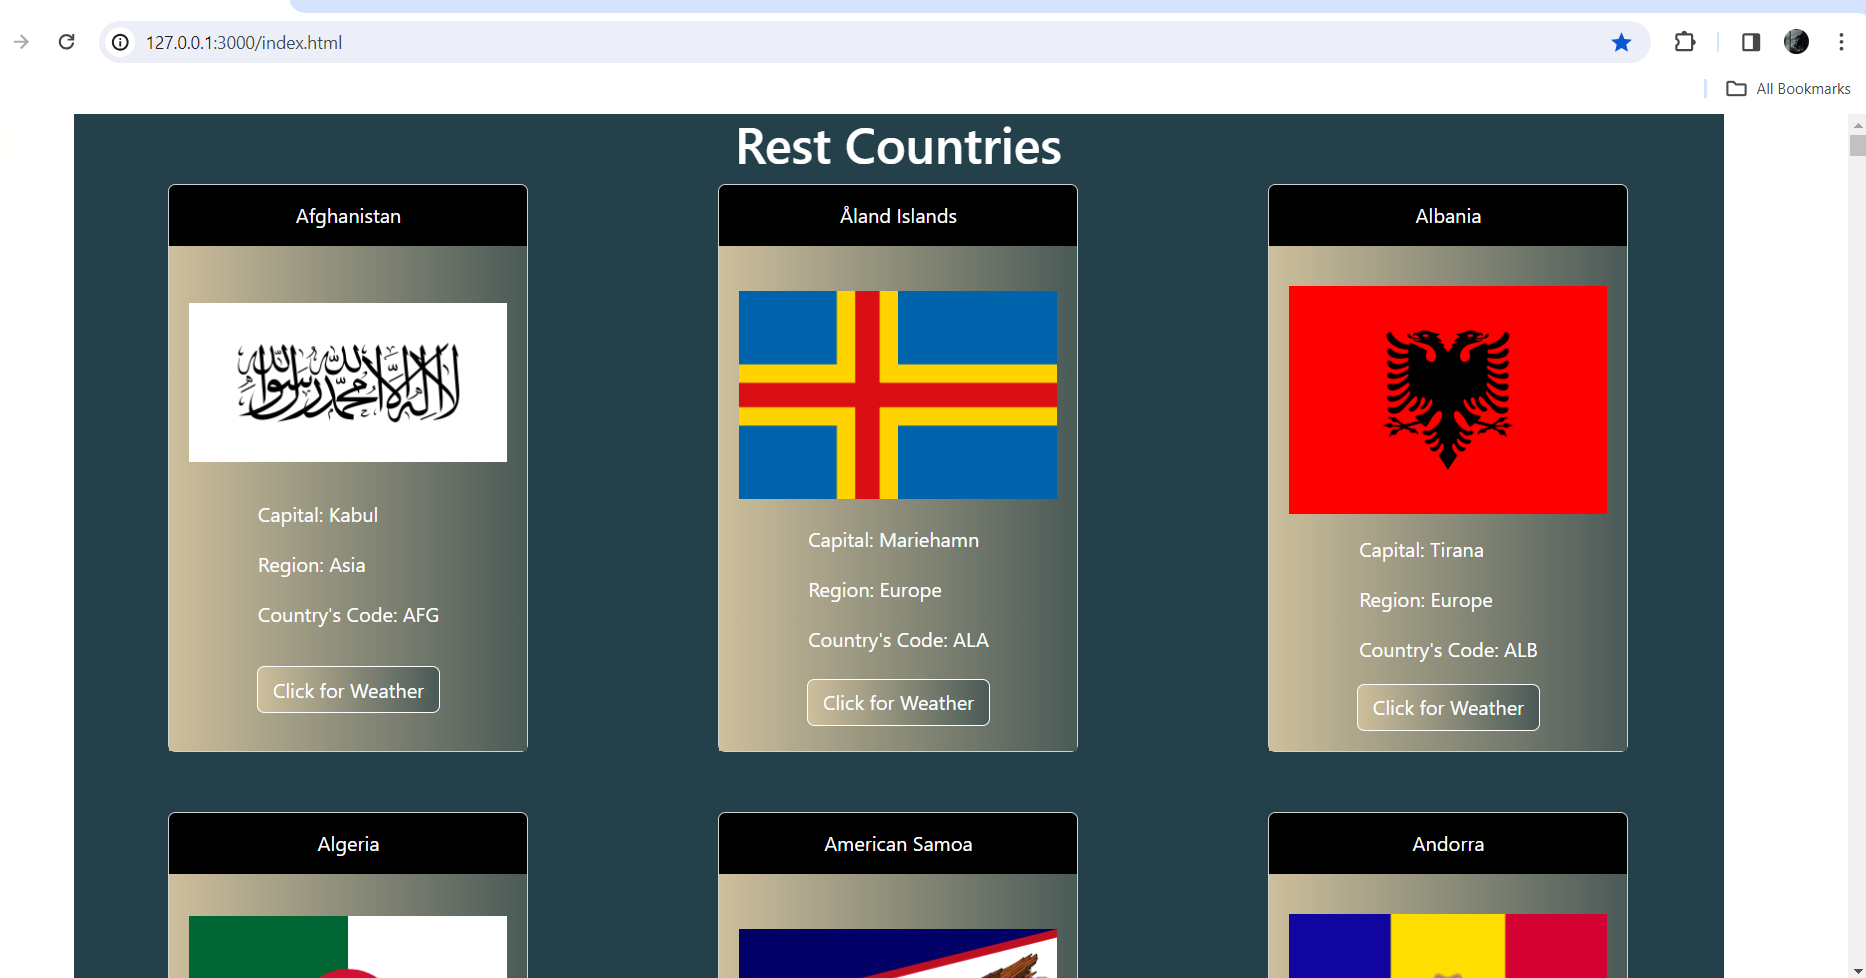 127.0.0.1:3000/index.html
All Bookmarks
Rest Countries
Afghanistan
لا إله إلا الله محمد رسول الله
Capital: Kabul
Region: Asia
Country's Code: AFG
Click for Weather
Åland Islands
Capital: Mariehamn
Region: Europe
Country's Code: ALA
Click for Weather
Albania
Capital: Tirana
Region: Europe
Country's Code: ALB
Click for Weather
Algeria
American Samoa
Andorra